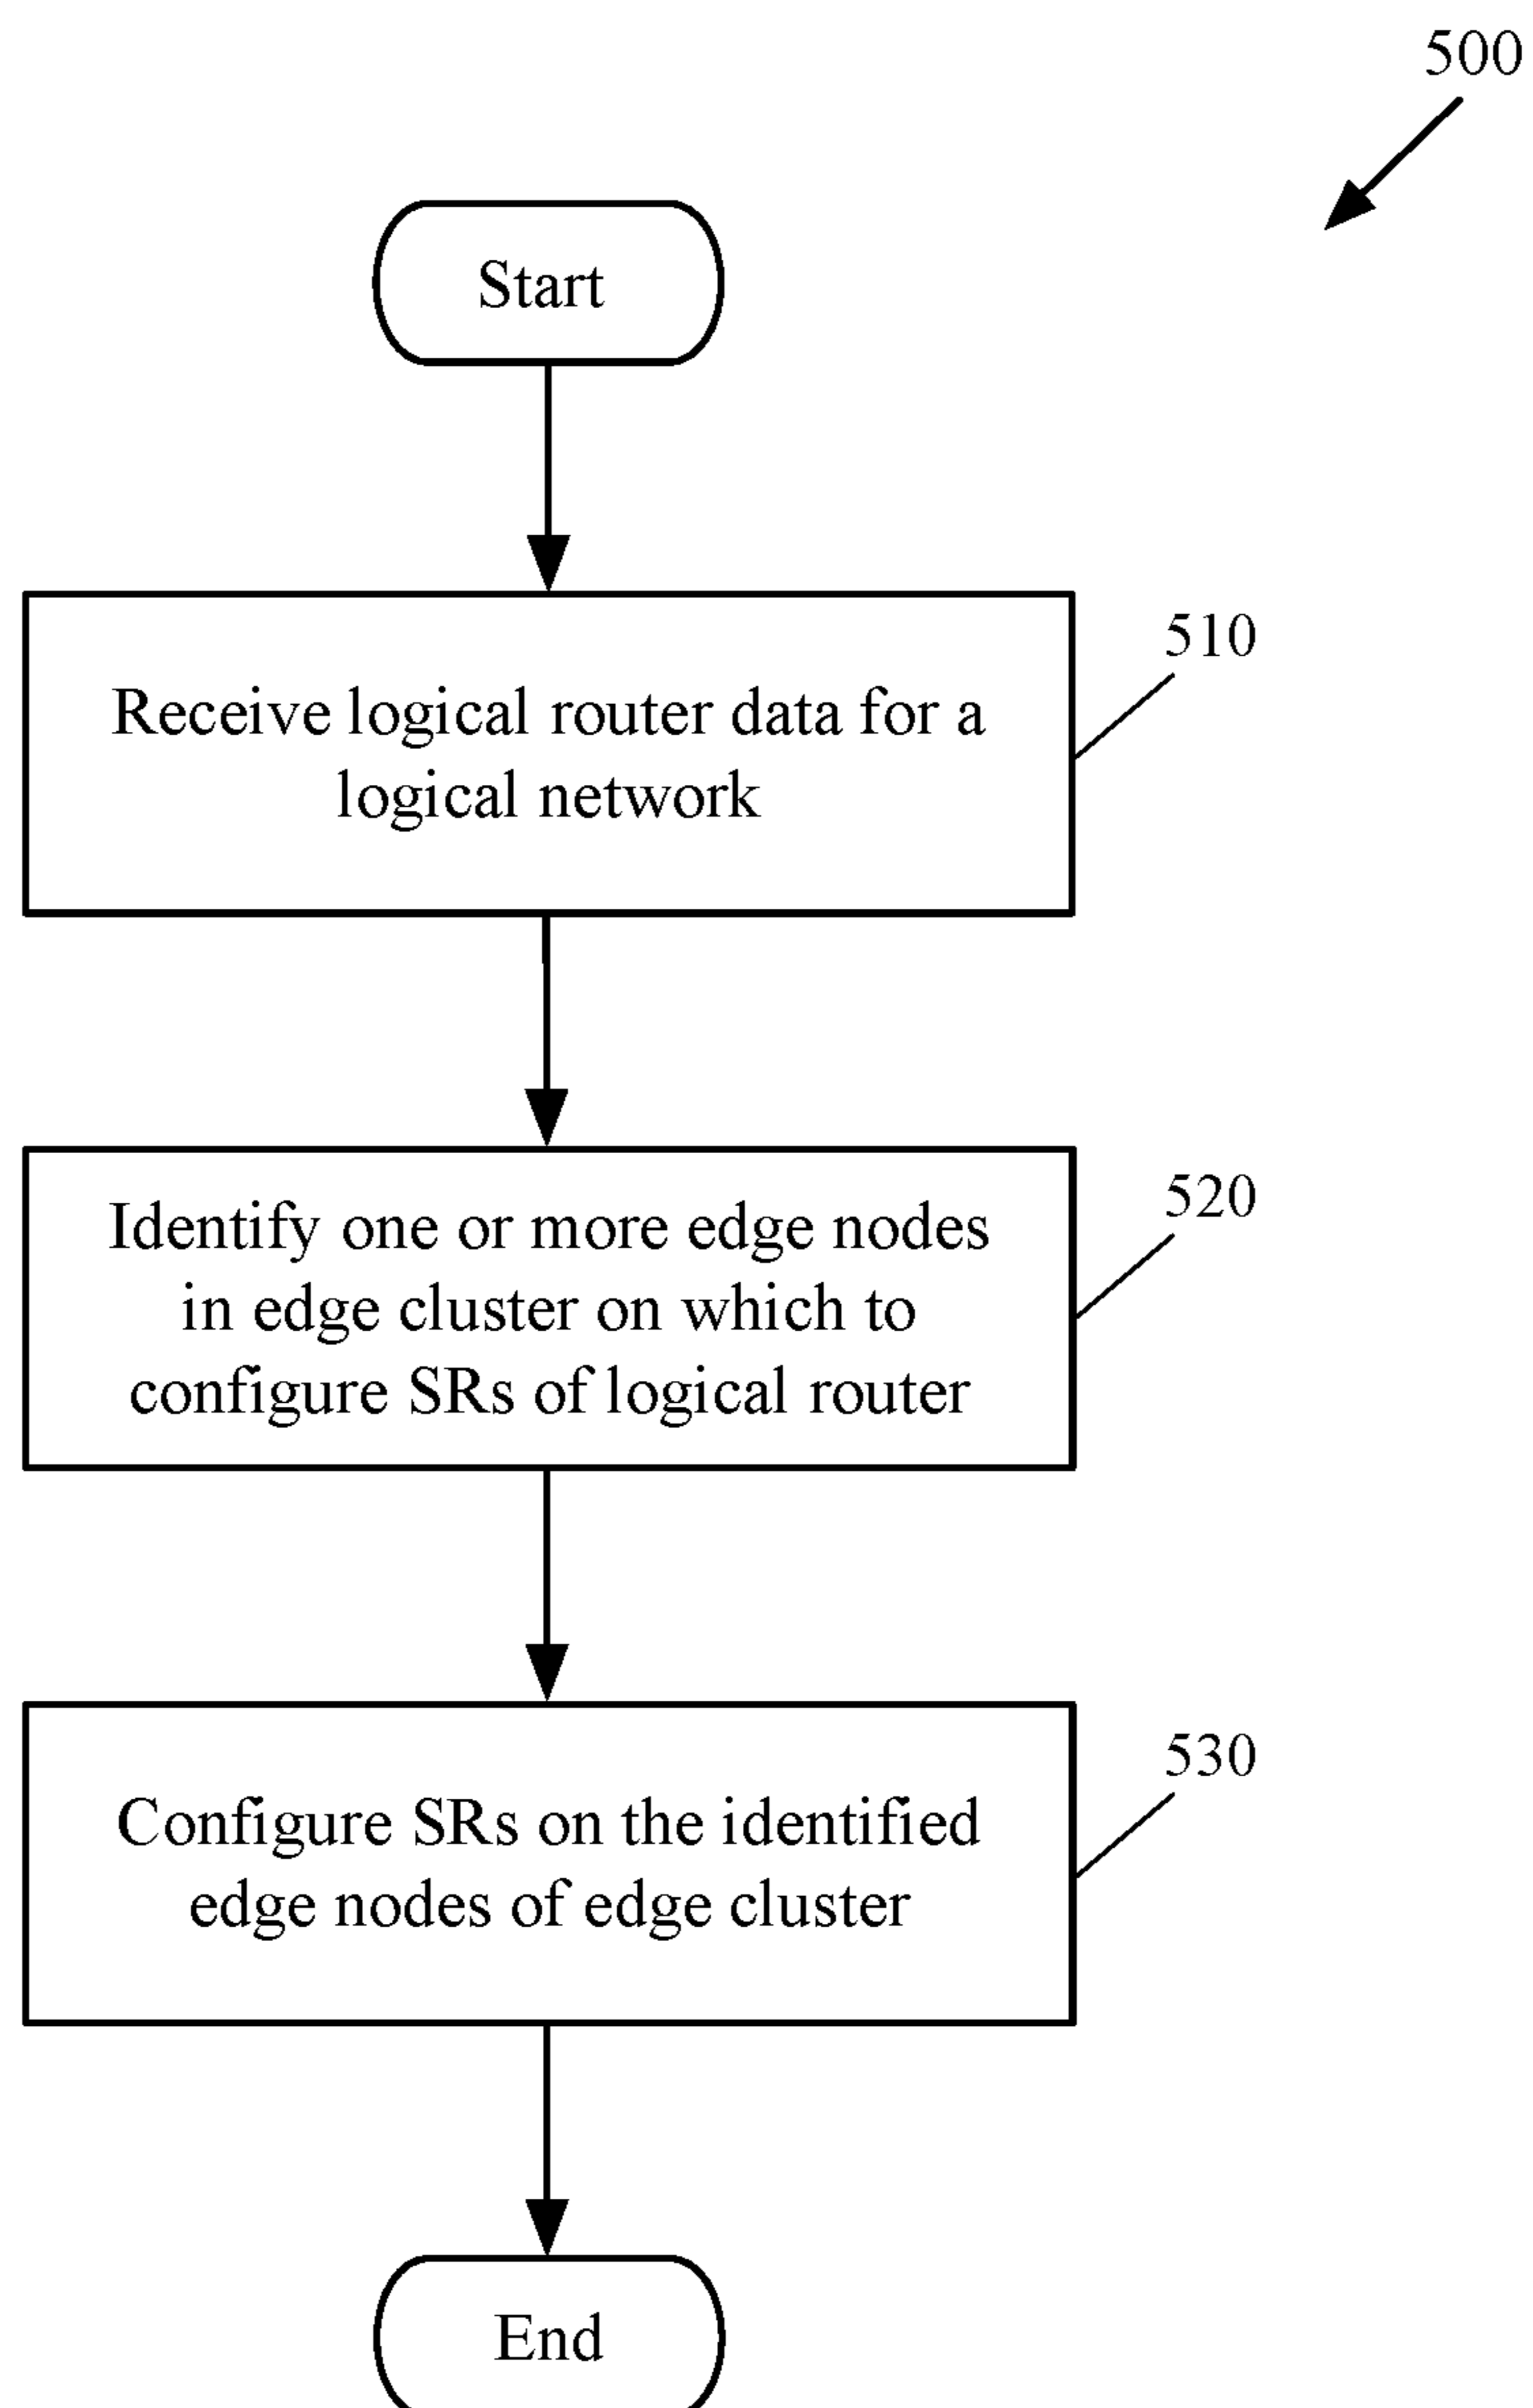 500
Start
510
Receive logical router data for a
logical network
520
Identify one or more edge nodes
in edge cluster on which to
configure SRs of logical router
530
Configure SRs on the identified
edge nodes of edge cluster
End